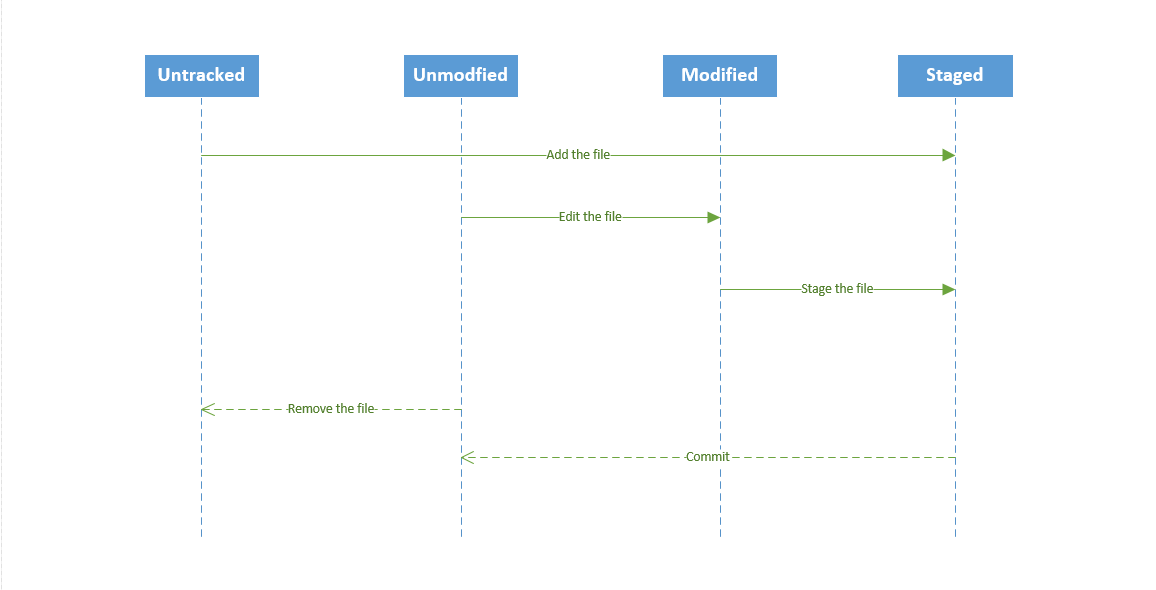 Untracked
Unmodfied
Modified
Staged
Add the file
Edit the file
Stage the file
Remove the file
Commit